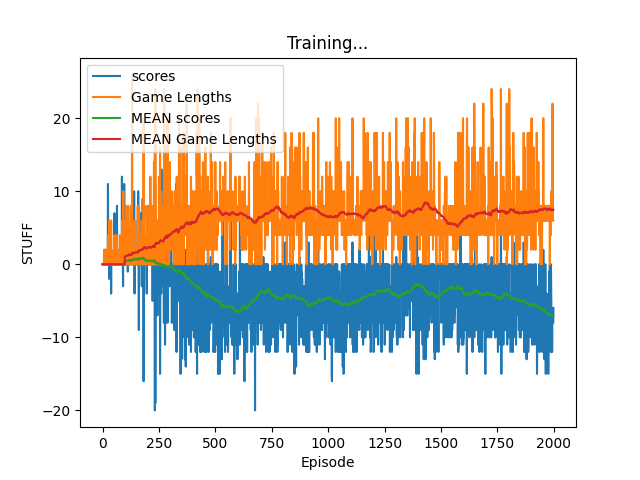 Training...
scores
Game Lengths
MEAN scores
MEAN Game Lengths
STUFF
20
10
0
−10
−20
0 250 500 750 1000 1250 1500 1750 2000
Episode